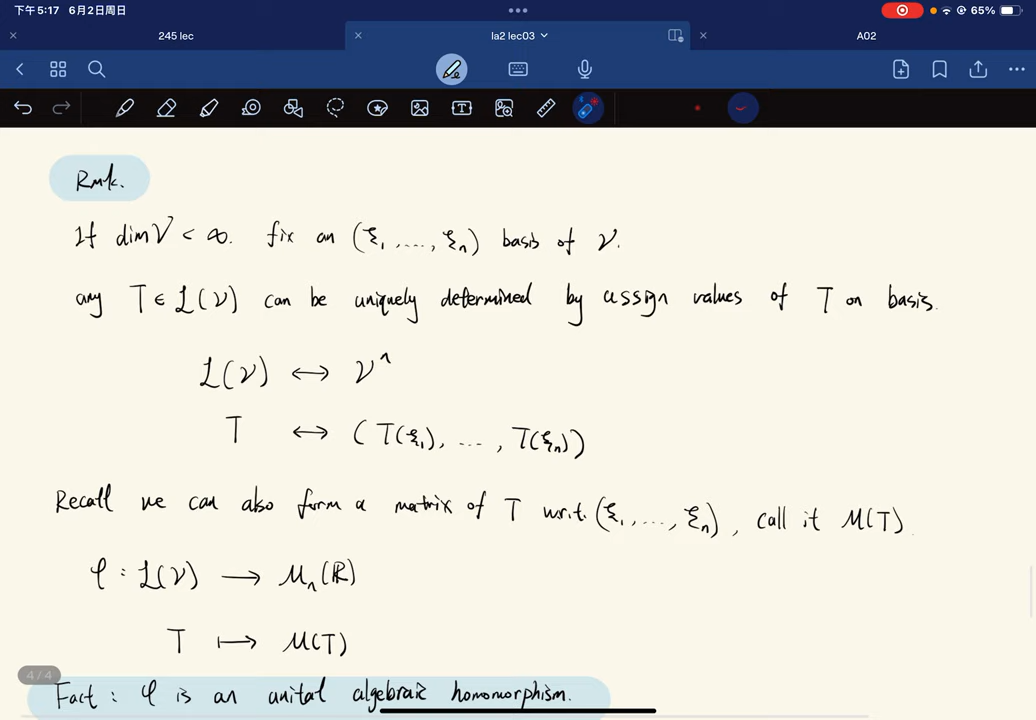 下午5:17 6月2日周日
65%
245 lec
la2 lec03
A02
Rmk.
If dim V < ∞. fix an (ξ₁, ...., ξₙ) basis of V.
any T ∈ L(V) can be uniquely determined by assign values of T on basis.
L(V) ↔ Vⁿ
T ↔ (T(ξ₁), ...., T(ξₙ))
Recall we can also form a matrix of T w.r.t. (ξ₁, ...., ξₙ), call it M(T).
φ : L(V) → Mₙ(ℝ)
T ↦ M(T)
4/4
Fact : φ is an unital algebraic homomorphism.